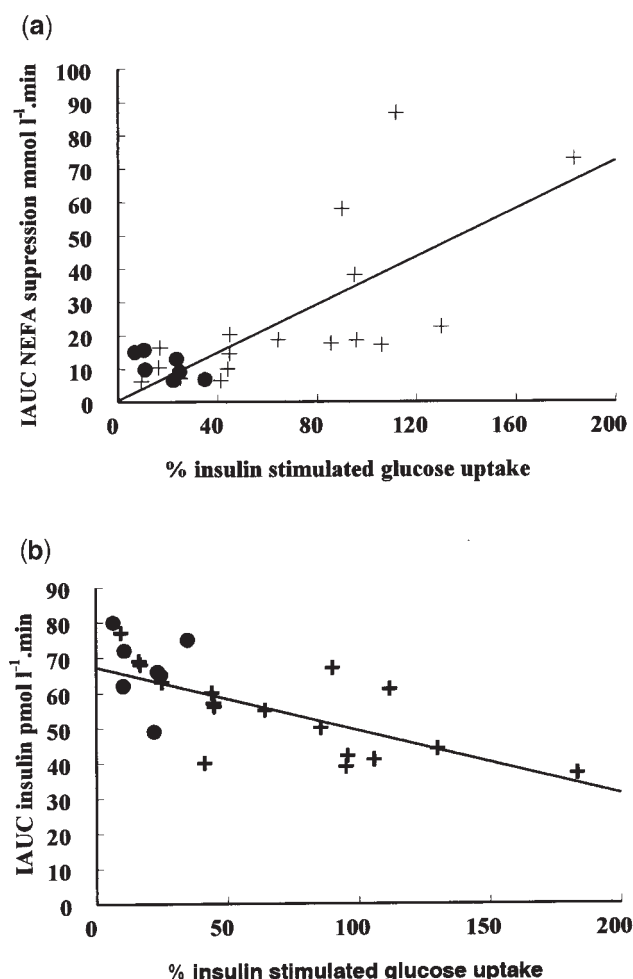 (a)
IAUC NEFA supression mmol l⁻¹.min
100
90
80
70
60
50
40
30
20
10
0
0 40 80 120 160 200
% insulin stimulated glucose uptake
(b)
IAUC insulin pmol l⁻¹.min
90
80
70
60
50
40
30
20
10
0
0 50 100 150 200
% insulin stimulated glucose uptake